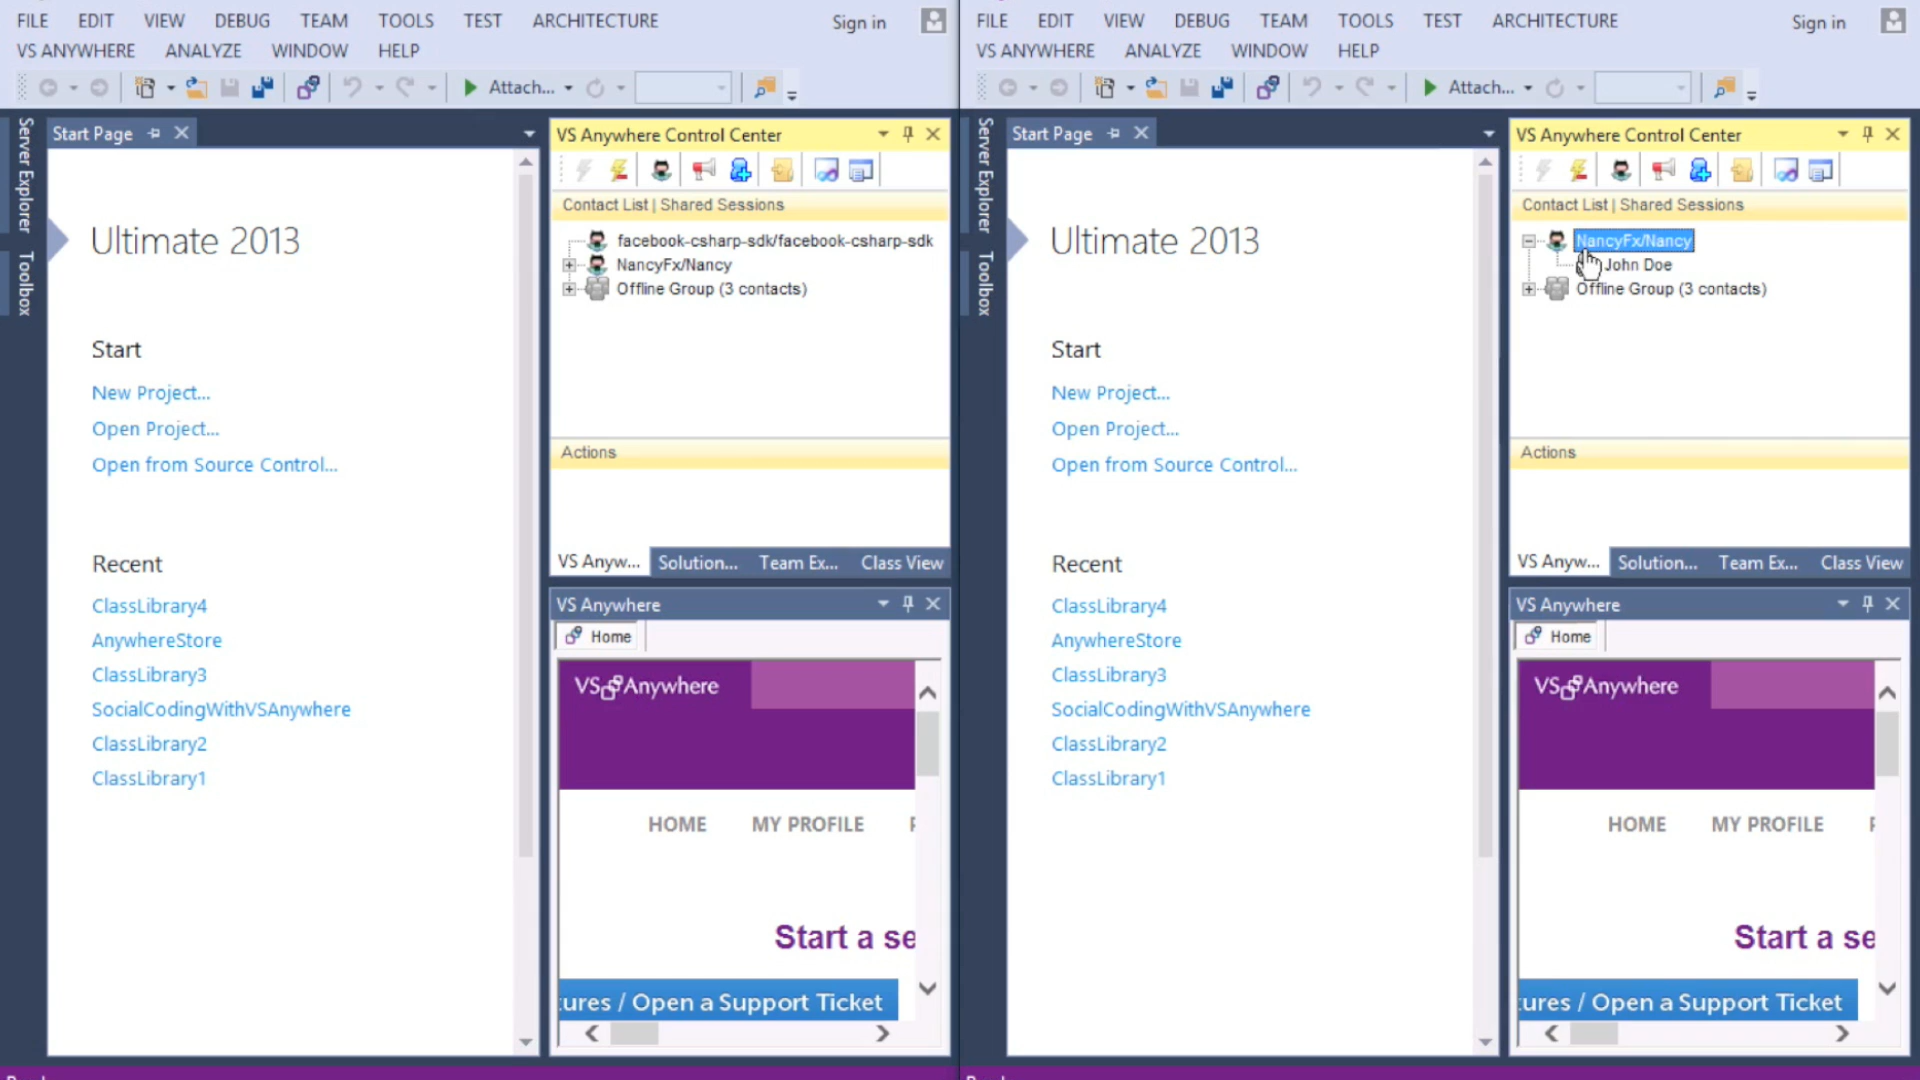 FILE EDIT VIEW DEBUG TEAM TOOLS TEST ARCHITECTURE Sign in
VS ANYWHERE ANALYZE WINDOW HELP
Attach...
Server Explorer
Toolbox
Start Page
Ultimate 2013
Start
New Project...
Open Project...
Open from Source Control...
Recent
ClassLibrary4
AnywhereStore
ClassLibrary3
SocialCodingWithVSAnywhere
ClassLibrary2
ClassLibrary1
VS Anywhere Control Center
Contact List | Shared Sessions
facebook-csharp-sdk/facebook-csharp-sdk
NancyFx/Nancy
Offline Group (3 contacts)
Actions
VS Anyw... Solution... Team Ex... Class View
VS Anywhere
Home
VS Anywhere
HOME MY PROFILE
Start a se
tures / Open a Support Ticket
FILE EDIT VIEW DEBUG TEAM TOOLS TEST ARCHITECTURE Sign in
VS ANYWHERE ANALYZE WINDOW HELP
Attach...
Server Explorer
Toolbox
Start Page
Ultimate 2013
Start
New Project...
Open Project...
Open from Source Control...
Recent
ClassLibrary4
AnywhereStore
ClassLibrary3
SocialCodingWithVSAnywhere
ClassLibrary2
ClassLibrary1
VS Anywhere Control Center
Contact List | Shared Sessions
NancyFx/Nancy
John Doe
Offline Group (3 contacts)
Actions
VS Anyw... Solution... Team Ex... Class View
VS Anywhere
Home
VS Anywhere
HOME MY PROFILE
Start a se
tures / Open a Support Ticket